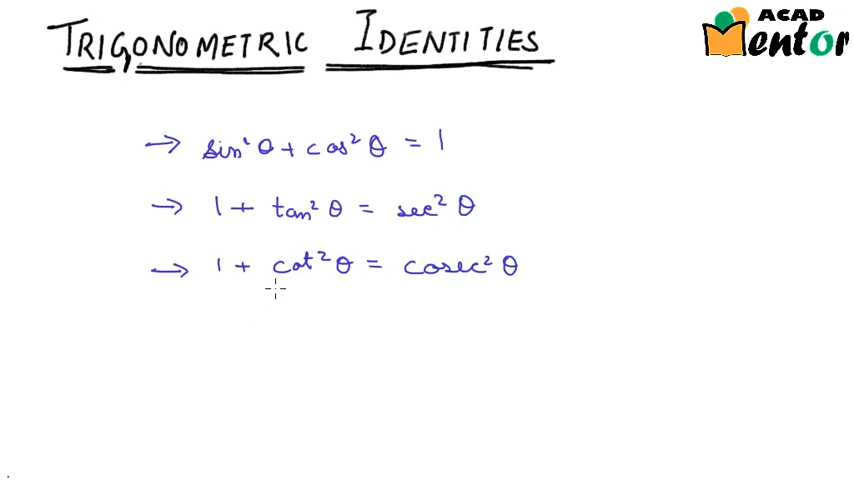 TRIGONOMETRIC IDENTITIES
ACAD
Mentor
→ sin² θ + cos² θ = 1
→ 1 + tan² θ = sec² θ
→ 1 + cot² θ = cosec² θ